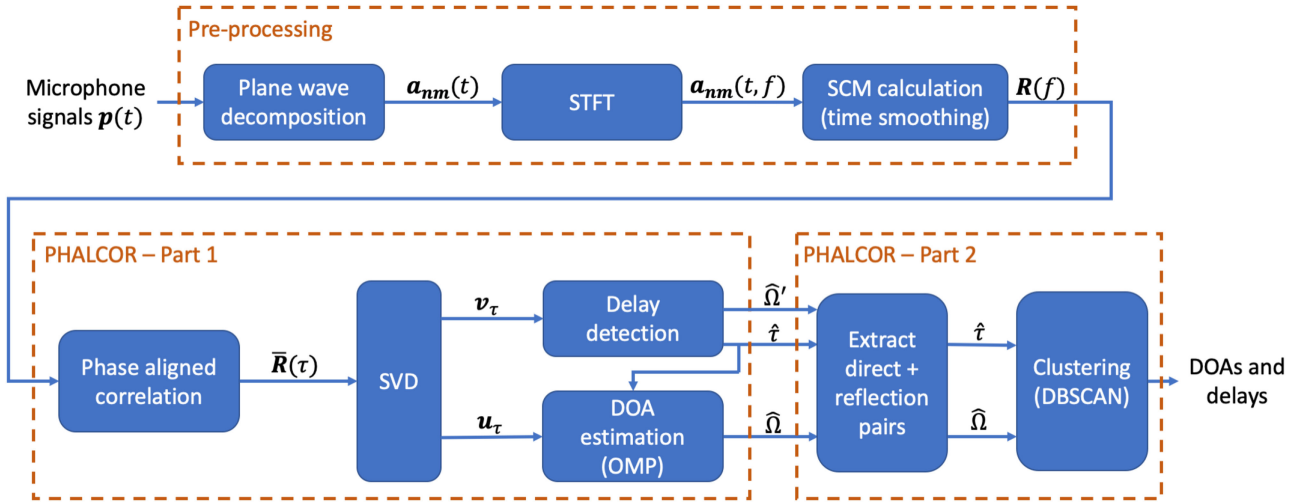 Pre-processing
Microphone
signals p(t)
Plane wave
decomposition
a_nm(t)
STFT
a_nm(t, f)
SCM calculation
(time smoothing)
R(f)
PHALCOR – Part 1
Phase aligned
correlation
R̅(τ)
SVD
v_τ
u_τ
Delay
detection
DOA
estimation
(OMP)
Ω̂′
τ̂
Ω̂
PHALCOR – Part 2
Extract
direct +
reflection
pairs
τ̂
Ω̂
Clustering
(DBSCAN)
DOAs and
delays